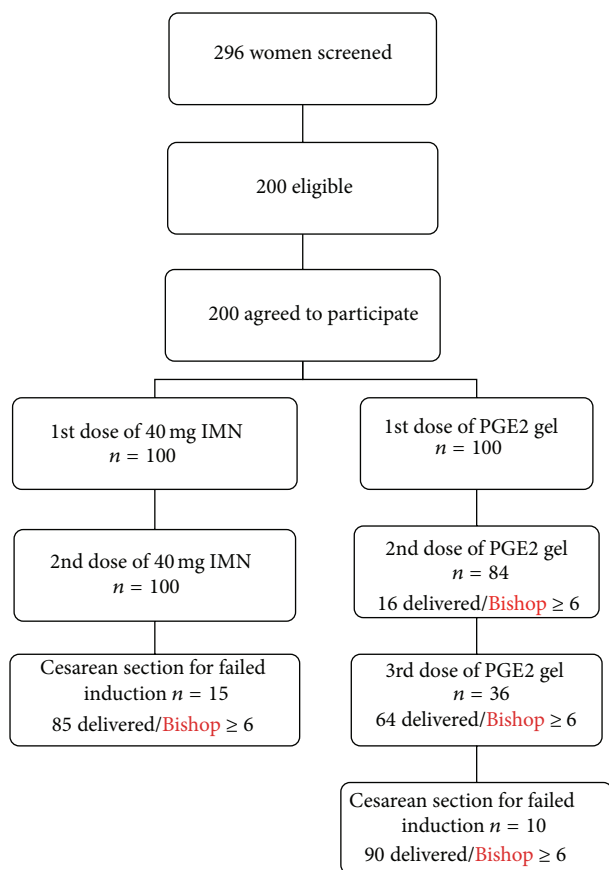 296 women screened
200 eligible
200 agreed to participate
1st dose of 40 mg IMN
n = 100
2nd dose of 40 mg IMN
n = 100
Cesarean section for failed
induction n = 15
85 delivered/Bishop ≥ 6
1st dose of PGE2 gel
n = 100
2nd dose of PGE2 gel
n = 84
16 delivered/Bishop ≥ 6
3rd dose of PGE2 gel
n = 36
64 delivered/Bishop ≥ 6
Cesarean section for failed
induction n = 10
90 delivered/Bishop ≥ 6